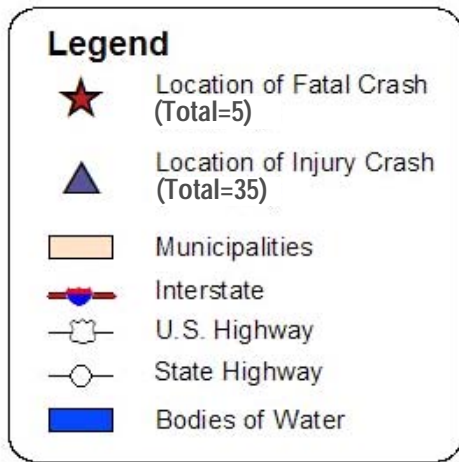 Legend
Location of Fatal Crash
(Total=5)
Location of Injury Crash
(Total=35)
Municipalities
Interstate
U.S. Highway
State Highway
Bodies of Water